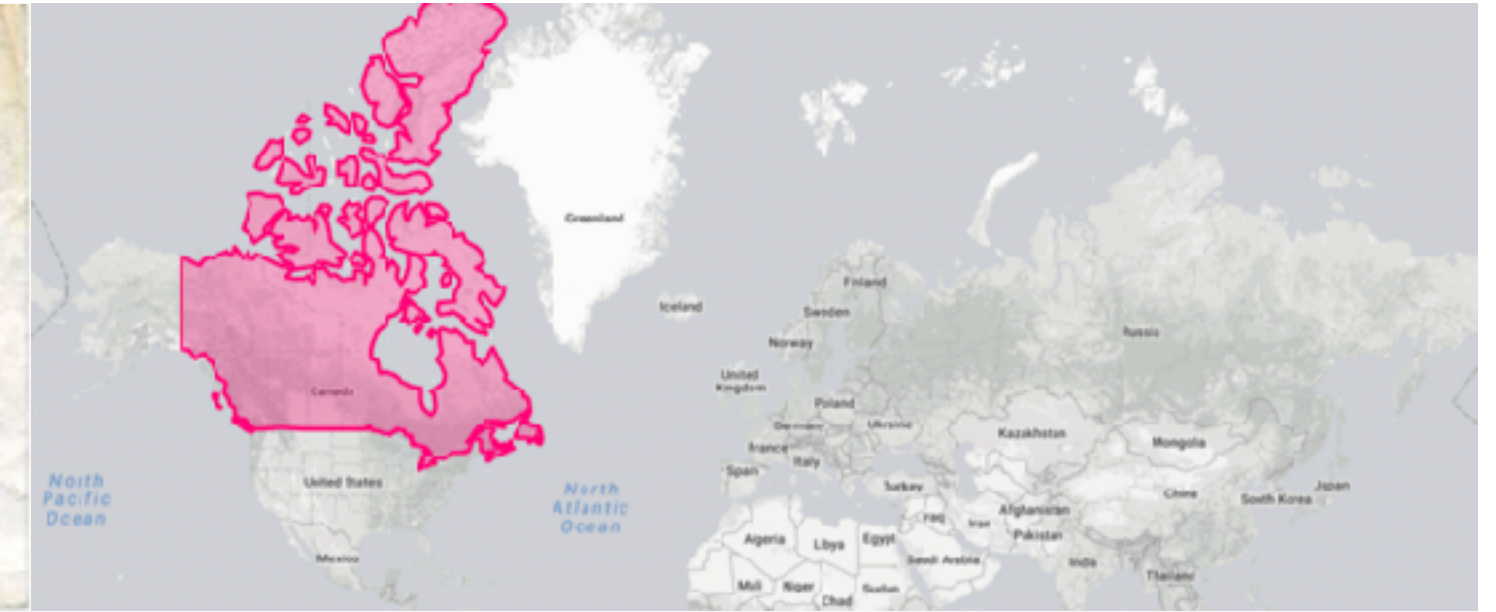 Greenland
Finland
Iceland
Sweden
Russia
Norway
United
Kingdom
Canada
Poland
Germany
Ukraine
Kazakhstan
Mongolia
France
Italy
Spain
United States
North
Pacific
Ocean
North
Atlantic
Ocean
Turkey
China
South Korea
Japan
Iraq
Iran
Afghanistan
Pakistan
Algeria
Libya
Egypt
Saudi Arabia
Mexico
India
Thailand
Mali
Niger
Chad
Sudan